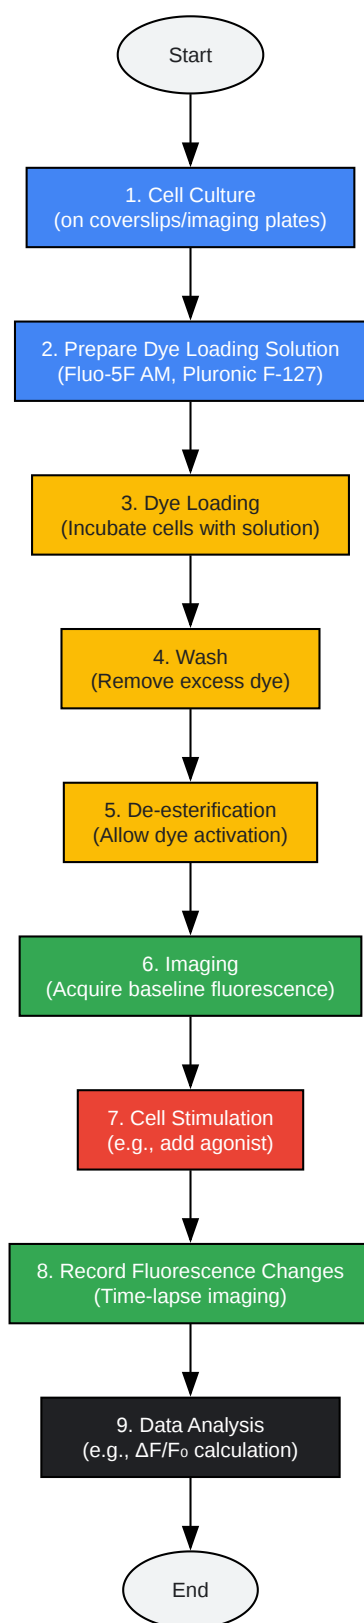 Start
1. Cell Culture
(on coverslips/imaging plates)
2. Prepare Dye Loading Solution
(Fluo-5F AM, Pluronic F-127)
3. Dye Loading
(Incubate cells with solution)
4. Wash
(Remove excess dye)
5. De-esterification
(Allow dye activation)
6. Imaging
(Acquire baseline fluorescence)
7. Cell Stimulation
(e.g., add agonist)
8. Record Fluorescence Changes
(Time-lapse imaging)
9. Data Analysis
(e.g., ΔF/F₀ calculation)
End